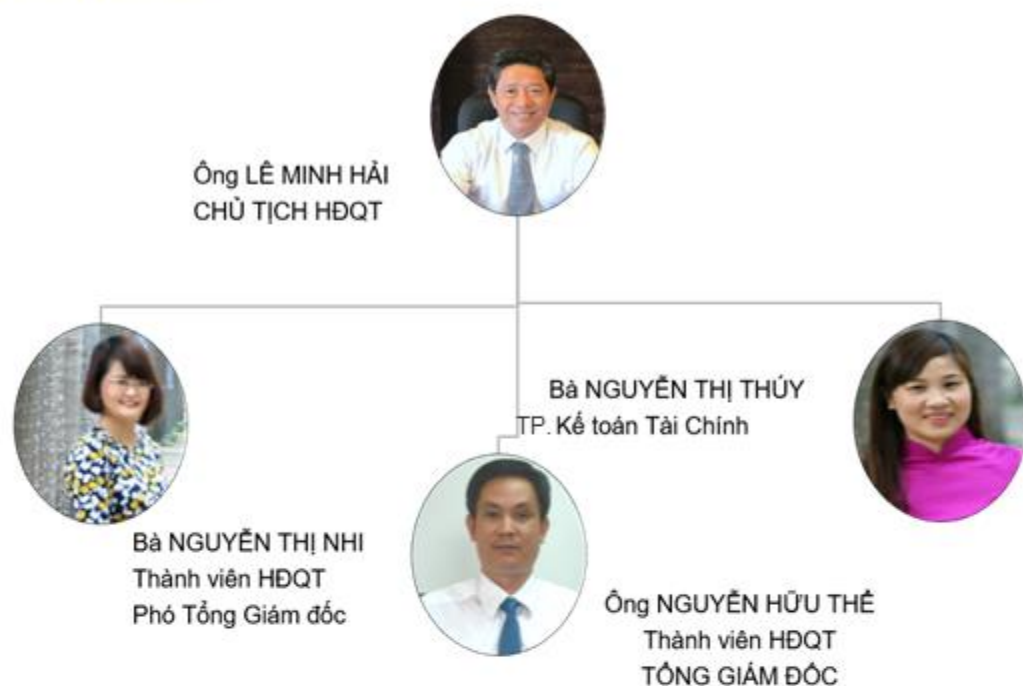 Ông LÊ MINH HẢI
CHỦ TỊCH HĐQT
Bà NGUYỄN THỊ THÚY
TP. Kế toán Tài Chính
Bà NGUYỄN THỊ NHI
Thành viên HĐQT
Phó Tổng Giám đốc
Ông NGUYỄN HỮU THỂ
Thành viên HĐQT
TỔNG GIÁM ĐỐC